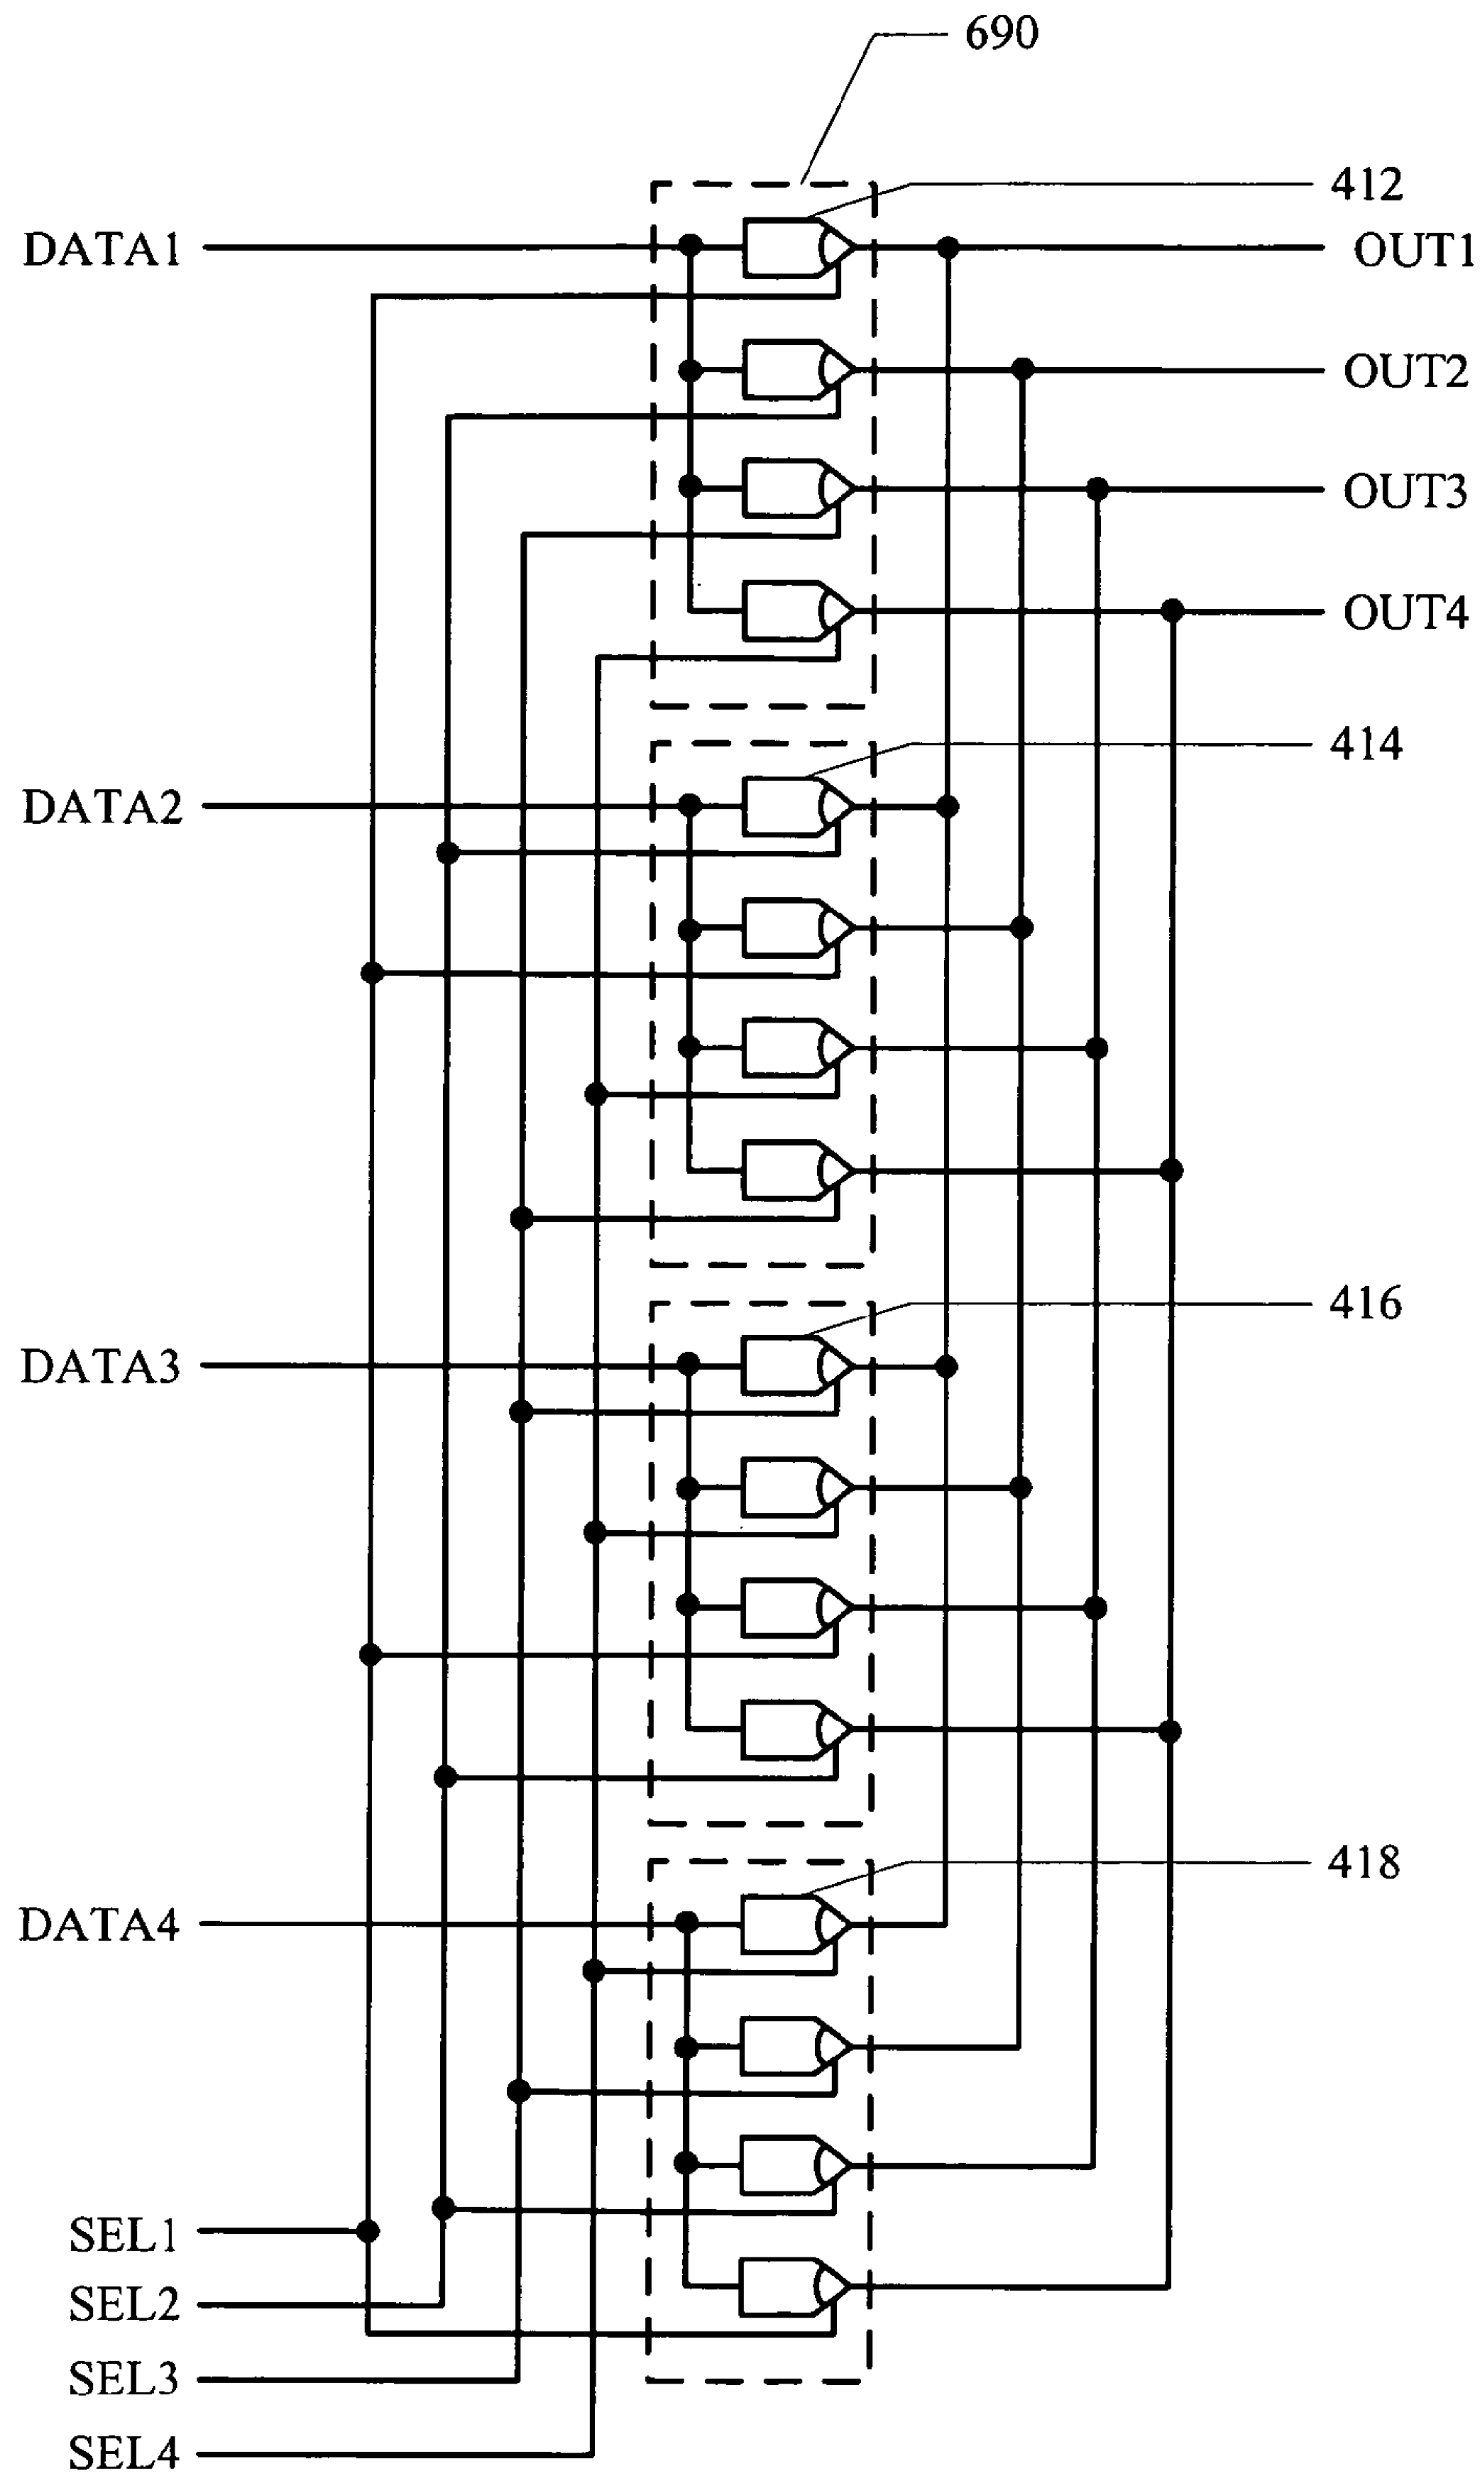 690
412
DATA1 OUT1
OUT2
OUT3
OUT4
414
DATA2
416
DATA3
418
DATA4
SEL1
SEL2
SEL3
SEL4